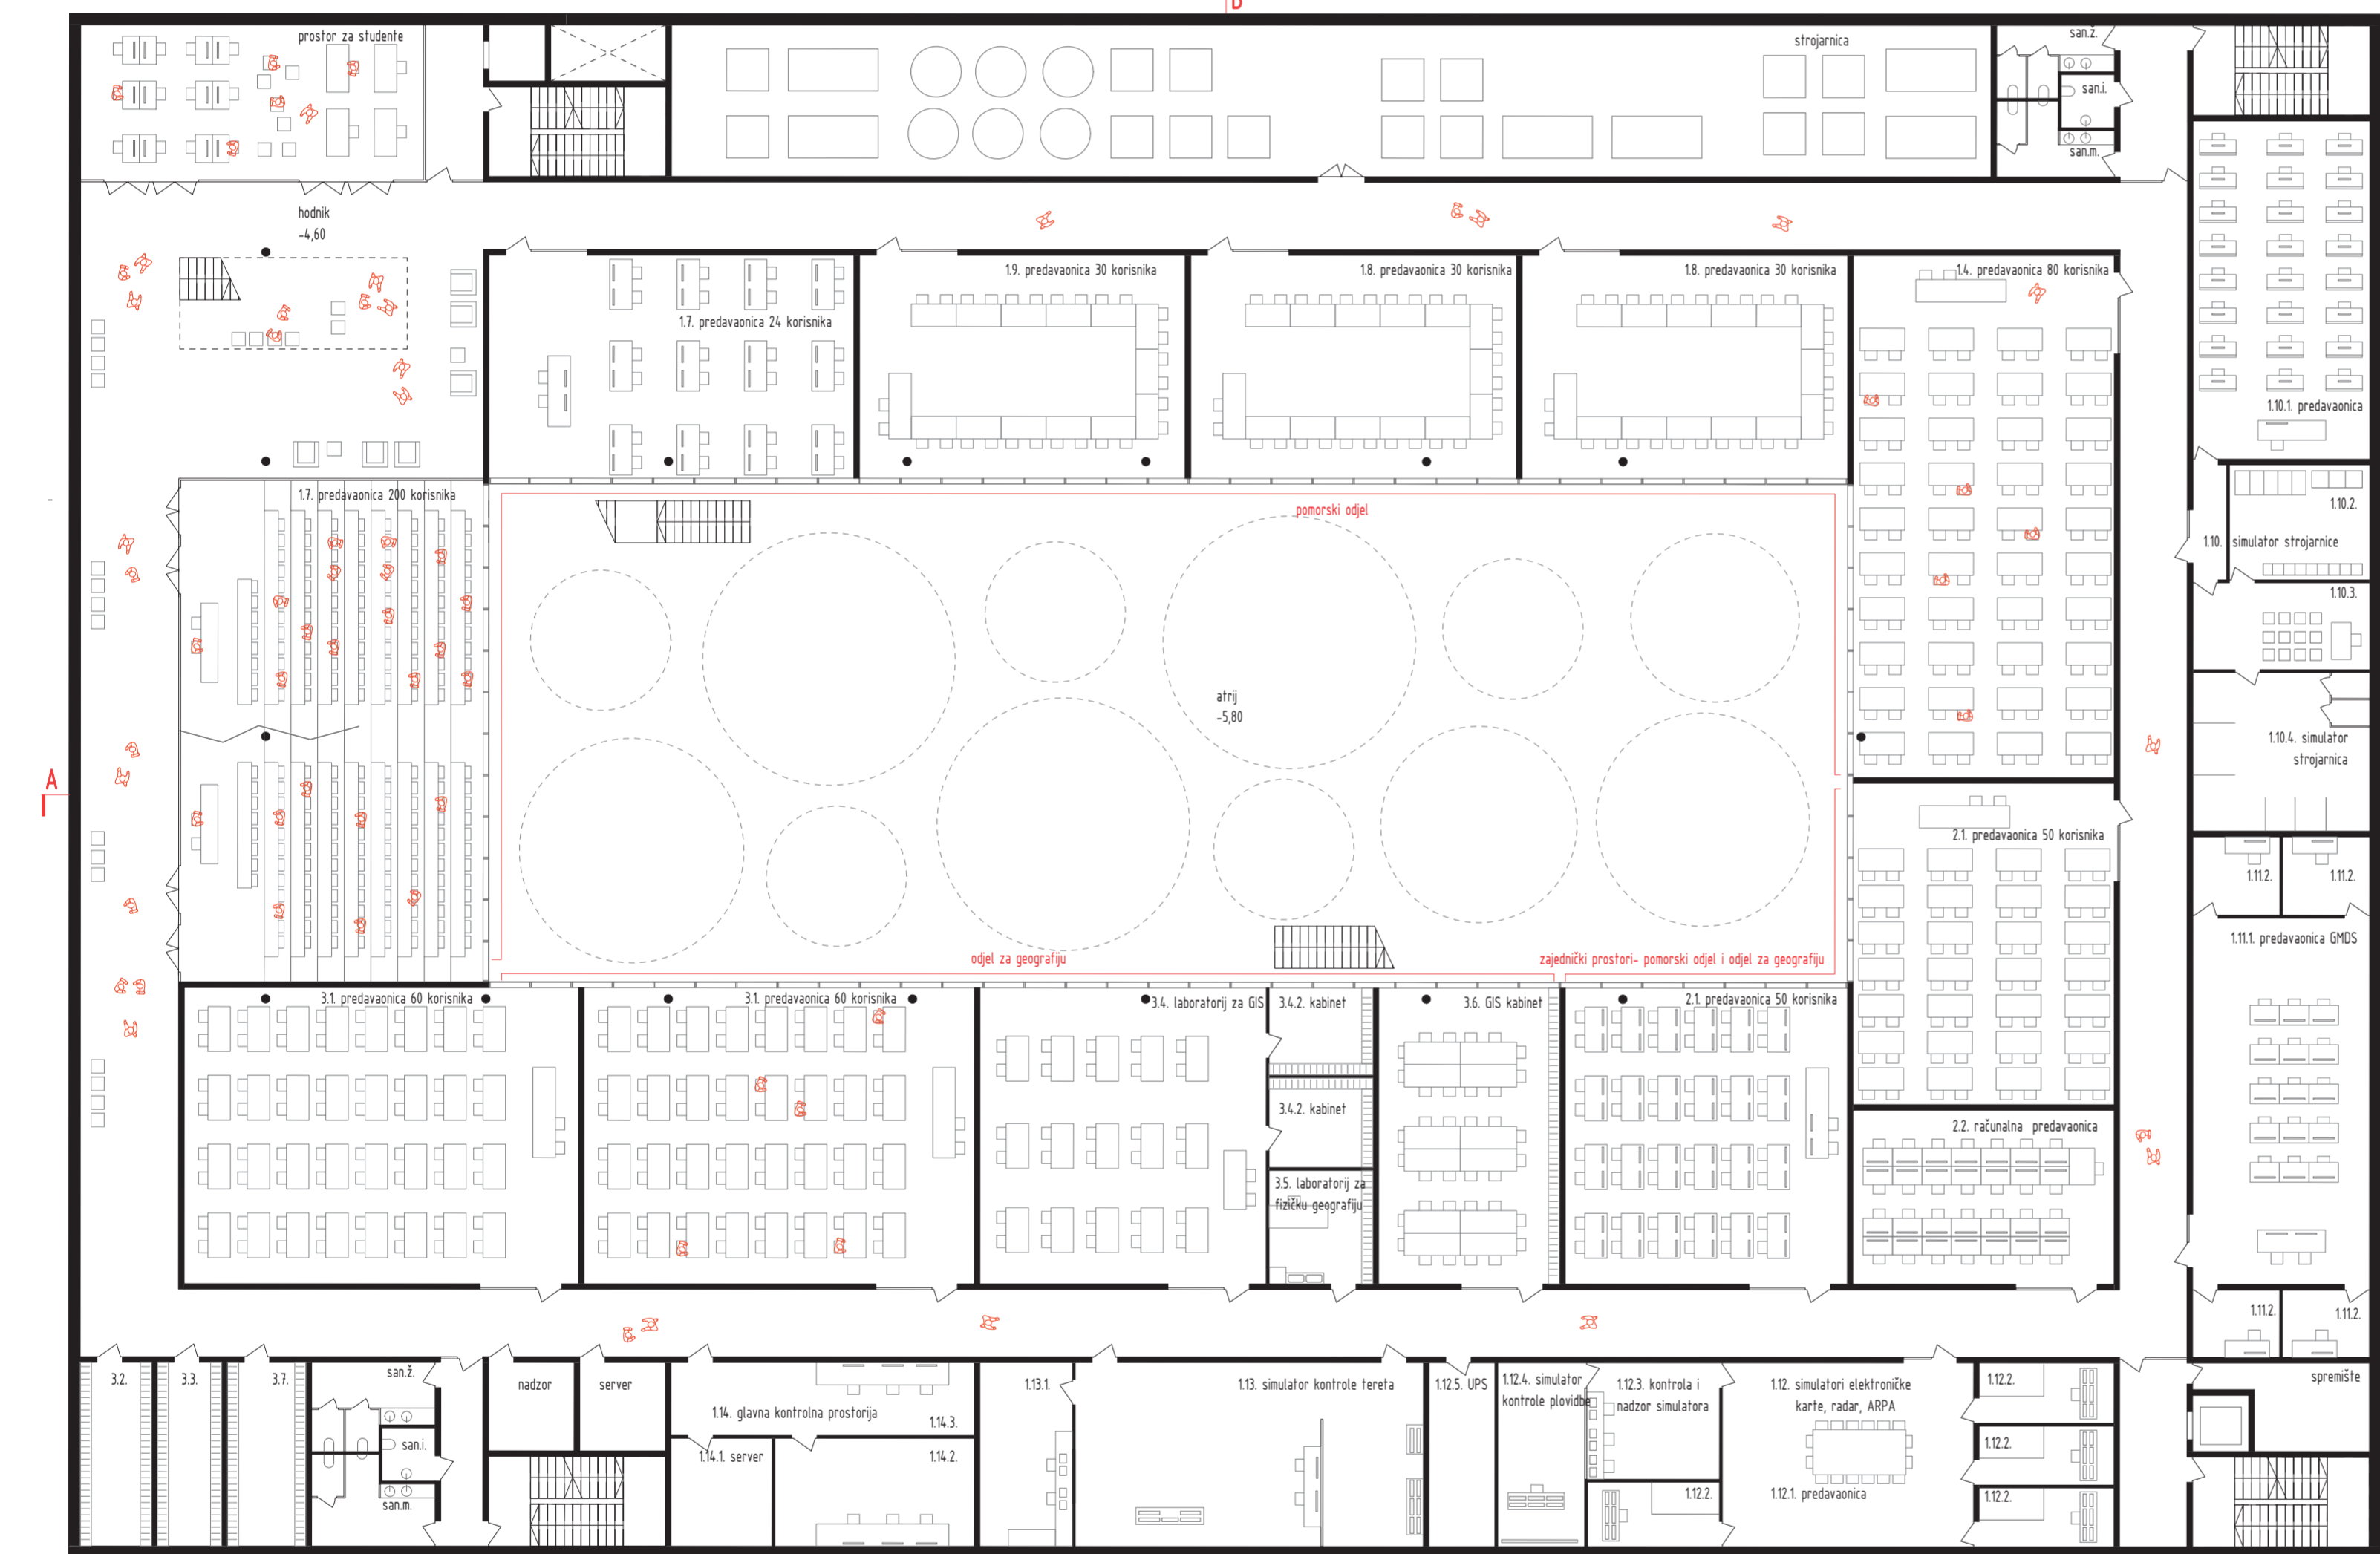 B
prostor za studente
strojarnica
san.ž.
san.i.
san.m.
hodnik
-4,60
1.9. predavaonica 30 korisnika
1.8. predavaonica 30 korisnika
1.8. predavaonica 30 korisnika
1.4. predavaonica 80 korisnika
1.7. predavaonica 24 korisnika
1.10.1. predavaonica
1.7. predavaonica 200 korisnika
pomorski odjel
1.10.2.
1.10. simulator strojarnice
1.10.3.
atrij
-5,80
1.10.4. simulator
strojarnica
A
2.1. predavaonica 50 korisnika
1.11.2.
1.11.2.
1.11.1. predavaonica GMDS
odjel za geografiju
zajednički prostori- pomorski odjel i odjel za geografiju
3.1. predavaonica 60 korisnika
3.1. predavaonica 60 korisnika
3.4. laboratorij za GIS
3.4.2. kabinet
3.6. GIS kabinet
2.1. predavaonica 50 korisnika
3.4.2. kabinet
2.2. računalna predavaonica
3.5. laboratorij za
fizičku geografiju
1.11.2.
1.11.2.
3.2.
3.3.
3.7.
san.ž.
nadzor
server
1.13.1.
1.13. simulator kontrole tereta
1.12.5. UPS
1.12.4. simulator
kontrole plovidbe
1.12.3. kontrola i
nadzor simulatora
1.12. simulatori elektroničke
karte, radar, ARPA
1.12.2.
spremište
1.14. glavna kontrolna prostorija
1.14.3.
san.i.
1.14.1. server
1.14.2.
1.12.2.
1.12.2.
1.12.1. predavaonica
1.12.2.
san.m.